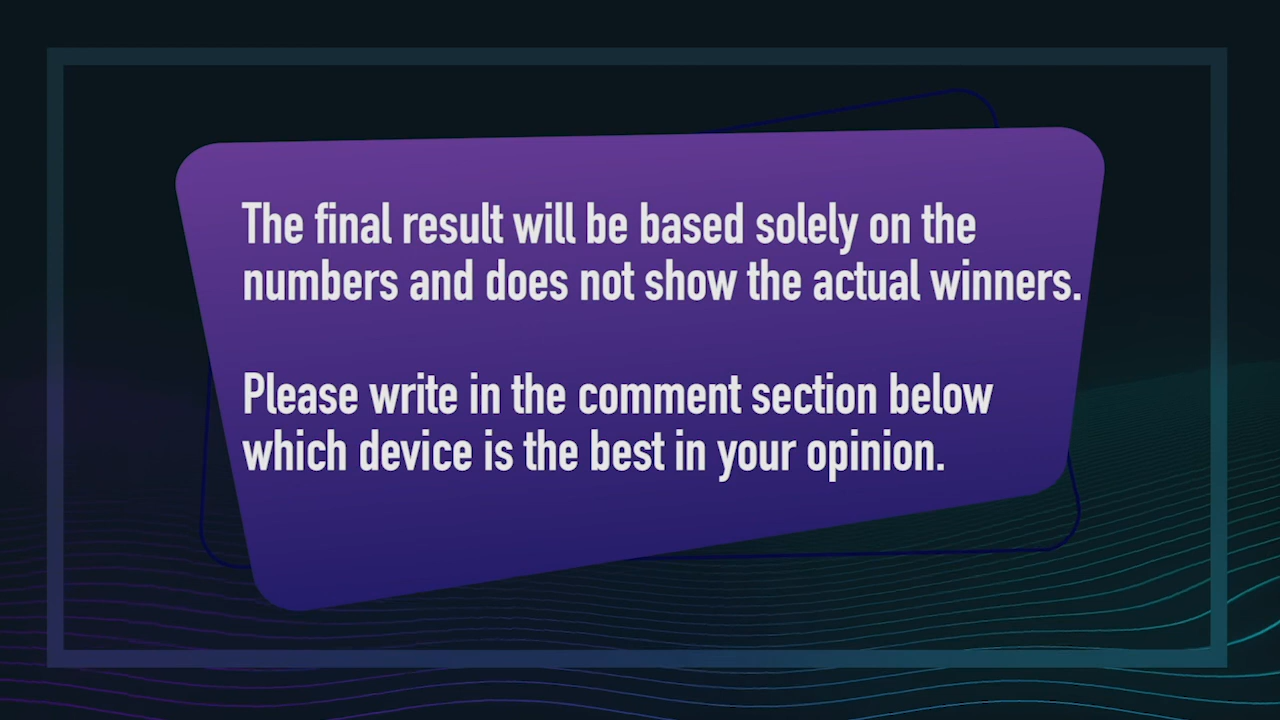 The final result will be based solely on the
numbers and does not show the actual winners.
Please write in the comment section below
which device is the best in your opinion.